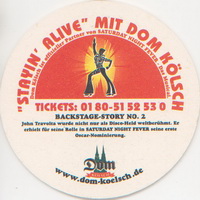 "STAYIN' ALIVE" MIT DOM KÖLSCH
TICKETS: 01 80-51 52 53 0
BACKSTAGE-STORY NO. 2
John Travolta wurde nicht nur als Disco-Held weltberühmt. Er
erhielt für seine Rolle in SATURDAY NIGHT FEVER seine erste
Oscar-Nominierung.
Dom
www.dom-koelsch.de